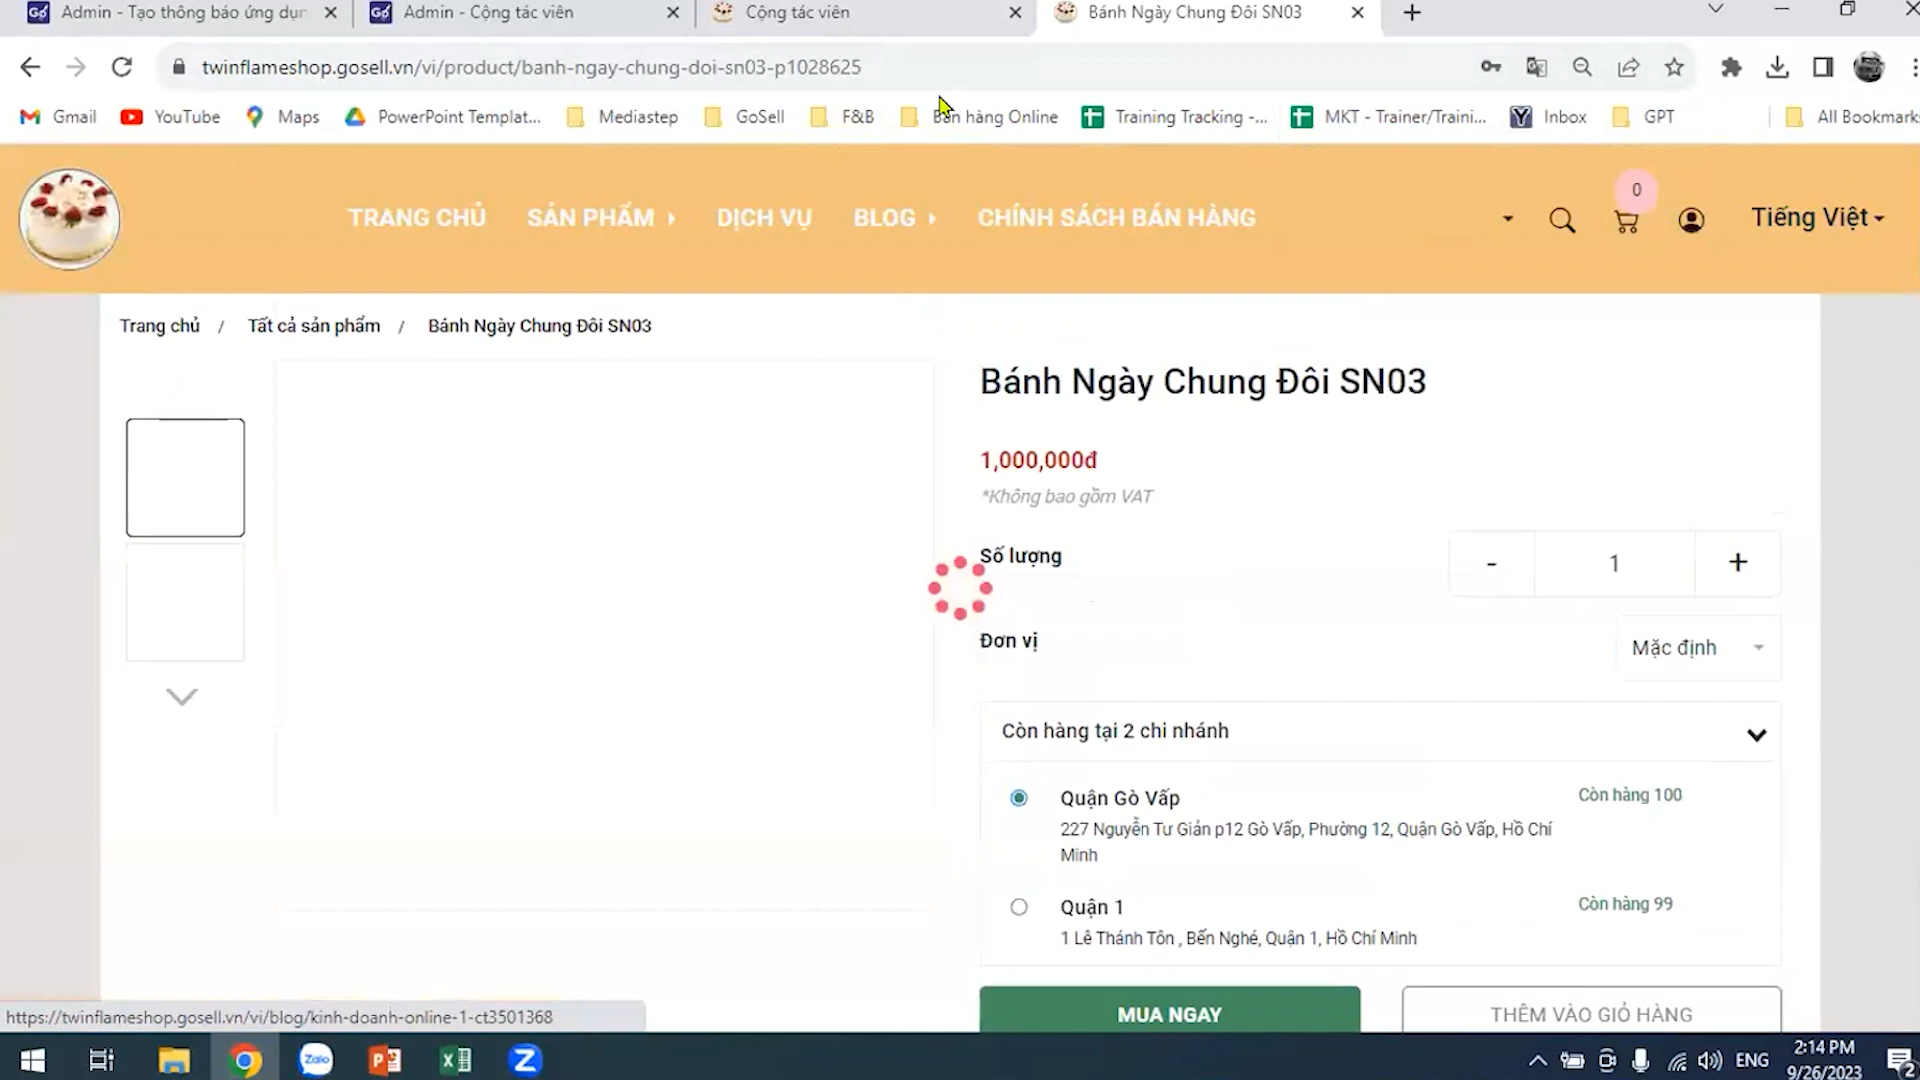 Admin - Tạo thông báo ứng dụn
Admin - Cộng tác viên
Cộng tác viên
Bánh Ngày Chung Đôi SN03
twinflameshop.gosell.vn/vi/product/banh-ngay-chung-doi-sn03-p1028625
Gmail
YouTube
Maps
PowerPoint Templat...
Mediastep
GoSell
F&B
Bán hàng Online
Training Tracking -...
MKT - Trainer/Traini...
Inbox
GPT
All Bookmarks
TRANG CHỦ
SẢN PHẨM
DỊCH VỤ
BLOG
CHÍNH SÁCH BÁN HÀNG
0
Tiếng Việt
Trang chủ / Tất cả sản phẩm / Bánh Ngày Chung Đôi SN03
Bánh Ngày Chung Đôi SN03
1,000,000đ
*Không bao gồm VAT
Số lượng
- 1 +
Đơn vị
Mặc định
Còn hàng tại 2 chi nhánh
Quận Gò Vấp
Còn hàng 100
227 Nguyễn Tư Giản p12 Gò Vấp, Phường 12, Quận Gò Vấp, Hồ Chí
Minh
Quận 1
Còn hàng 99
1 Lê Thánh Tôn , Bến Nghé, Quận 1, Hồ Chí Minh
MUA NGAY
THÊM VÀO GIỎ HÀNG
https://twinflameshop.gosell.vn/vi/blog/kinh-doanh-online-1-ct3501368
Zalo
ENG
2:14 PM
9/26/2023
2